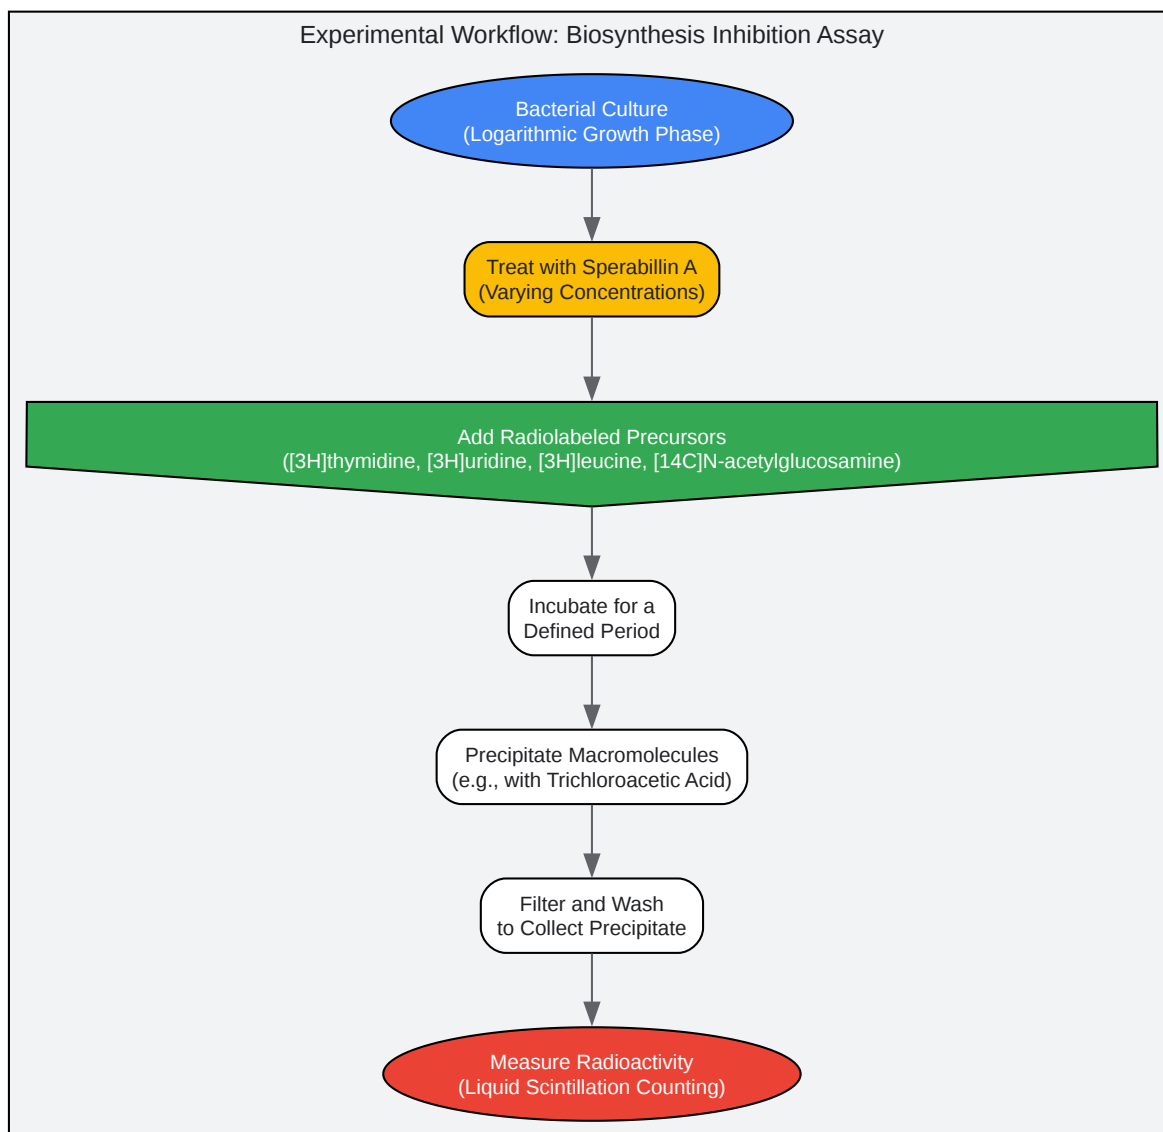 Experimental Workflow: Biosynthesis Inhibition Assay
Bacterial Culture
(Logarithmic Growth Phase)
Treat with Sperabillin A
(Varying Concentrations)
Add Radiolabeled Precursors
([3H]thymidine, [3H]uridine, [3H]leucine, [14C]N-acetylglucosamine)
Incubate for a
Defined Period
Precipitate Macromolecules
(e.g., with Trichloroacetic Acid)
Filter and Wash
to Collect Precipitate
Measure Radioactivity
(Liquid Scintillation Counting)